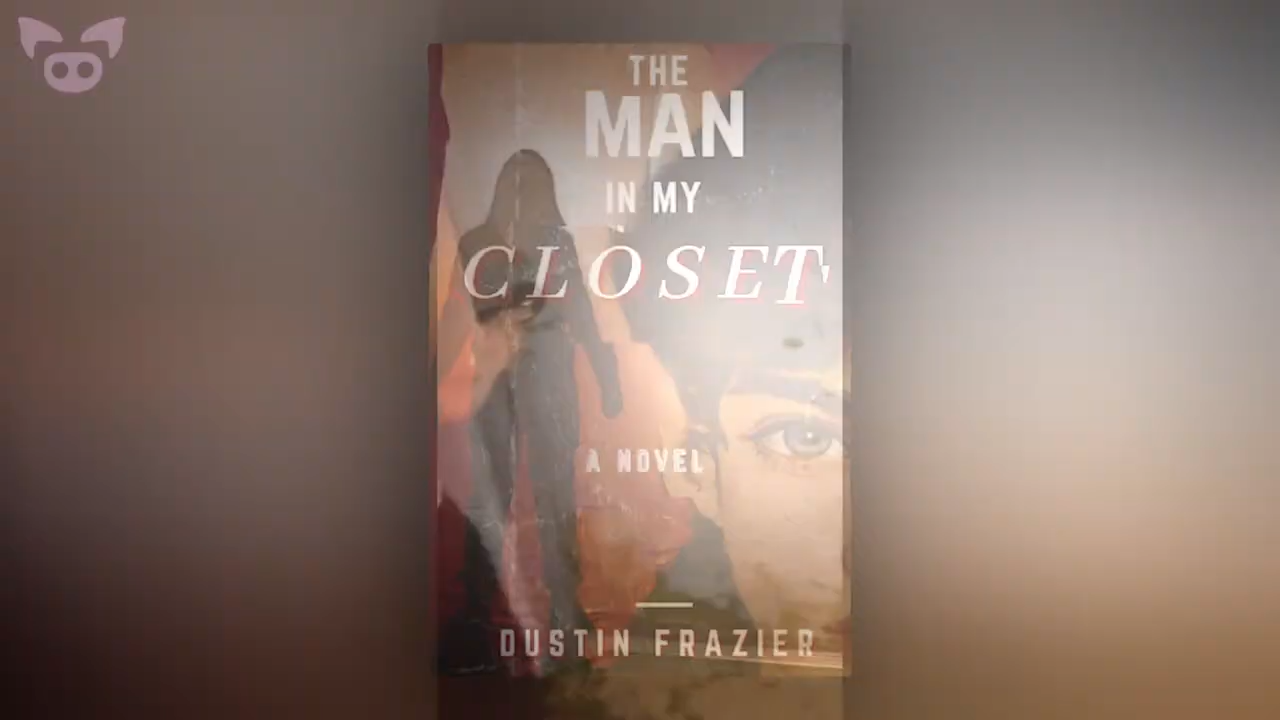 THE
MAN
IN MY
CLOSET
A NOVEL
DUSTIN FRAZIER